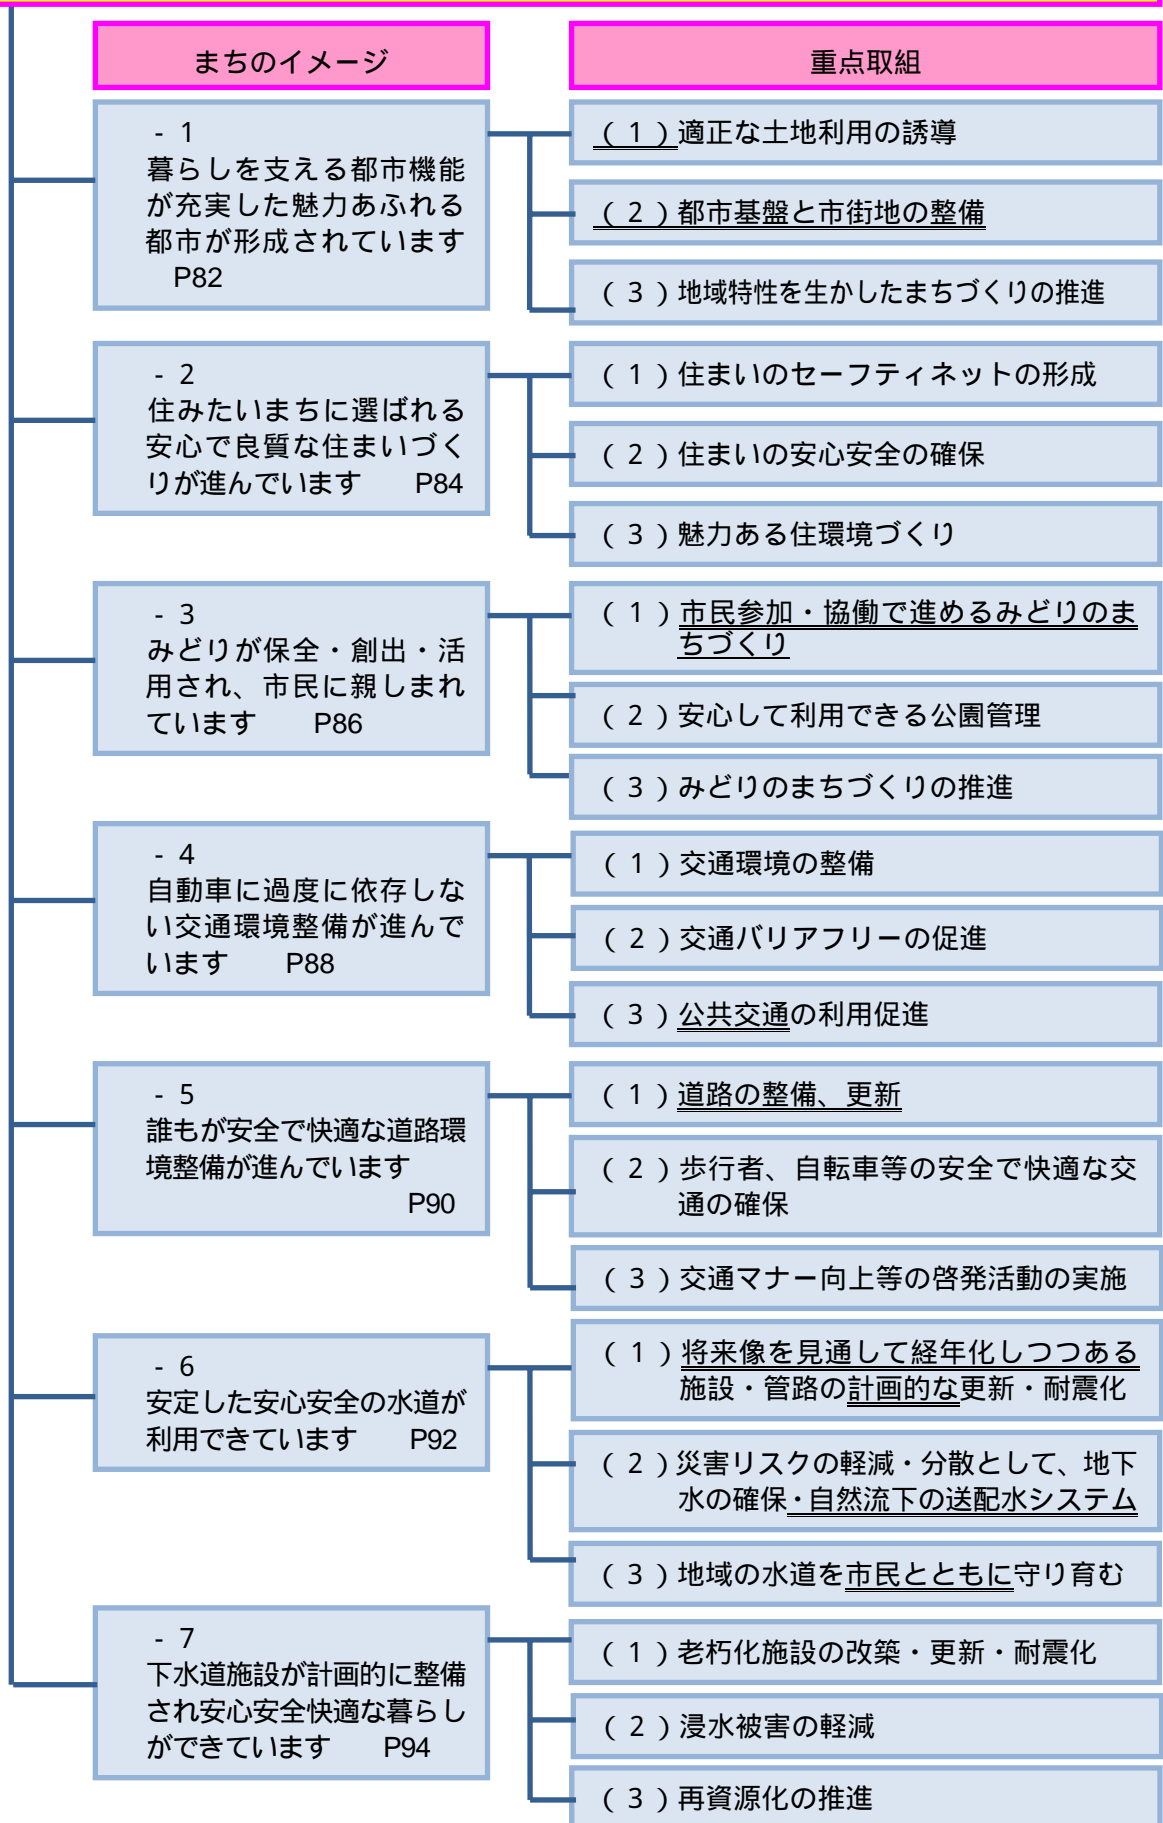 まちのイメージ
重点取組
- 1
暮らしを支える都市機能
が充実した魅力あふれる
都市が形成されています
P82
(1)適正な土地利用の誘導
(2)都市基盤と市街地の整備
(3)地域特性を生かしたまちづくりの推進
- 2
住みたいまちに選ばれる
安心で良質な住まいづく
りが進んでいます P84
(1)住まいのセーフティネットの形成
(2)住まいの安心安全の確保
(3)魅力ある住環境づくり
- 3
みどりが保全・創出・活
用され、市民に親しまれ
ています P86
(1)市民参加・協働で進めるみどりのま
ちづくり
(2)安心して利用できる公園管理
(3)みどりのまちづくりの推進
- 4
自動車に過度に依存しな
い交通環境整備が進んで
います P88
(1)交通環境の整備
(2)交通バリアフリーの促進
(3)公共交通の利用促進
- 5
誰もが安全で快適な道路環
境整備が進んでいます
P90
(1)道路の整備、更新
(2)歩行者、自転車等の安全で快適な交
通の確保
(3)交通マナー向上等の啓発活動の実施
- 6
安定した安心安全の水道が
利用できています P92
(1)将来像を見通して経年化しつつある
施設・管路の計画的な更新・耐震化
(2)災害リスクの軽減・分散として、地下
水の確保・自然流下の送配水システム
(3)地域の水道を市民とともに守り育む
- 7
下水道施設が計画的に整備
され安心安全快適な暮らし
ができています P94
(1)老朽化施設の改築・更新・耐震化
(2)浸水被害の軽減
(3)再資源化の推進